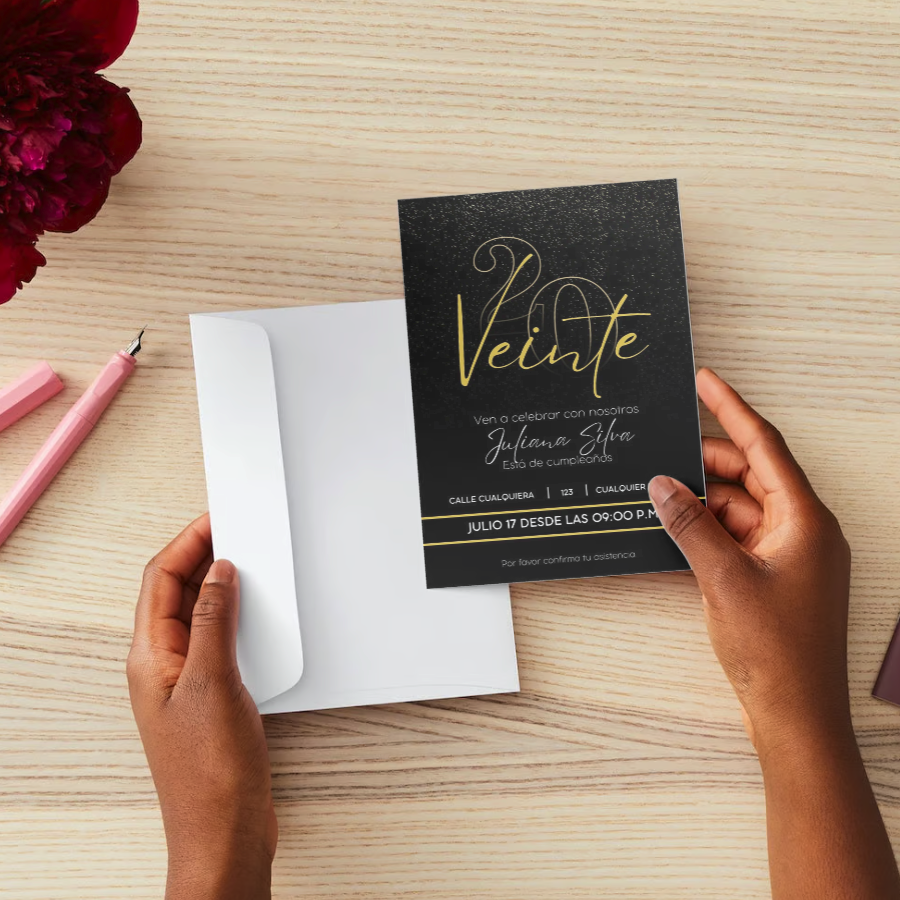 20
Veinte
Ven a celebrar con nosotros
Juliana Silva
Está de cumpleaños
CALLE CUALQUIERA | 123 | CUALQUIER
JULIO 17 DESDE LAS 09:00 P.M
Por favor confirma tu asistencia